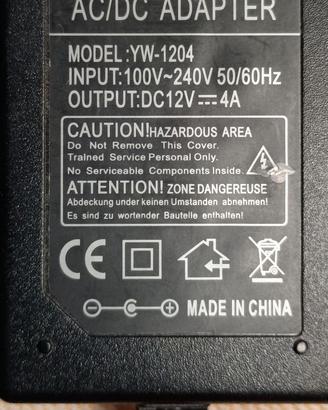 AC/DC ADAPTER
MODEL:YW-1204
INPUT:100V~240V 50/60Hz
OUTPUT:DC12V⎓4A
CAUTION!HAZARDOUS AREA
Do Not Remove This Cover.
Trained Service Personal Only.
No Serviceable Components Inside.
ATTENTION! ZONE DANGEREUSE
Abdeckung under keinen Umstanden abnehmen!
Es sind zu wortender Bauteile enthalten!
CE
MADE IN CHINA